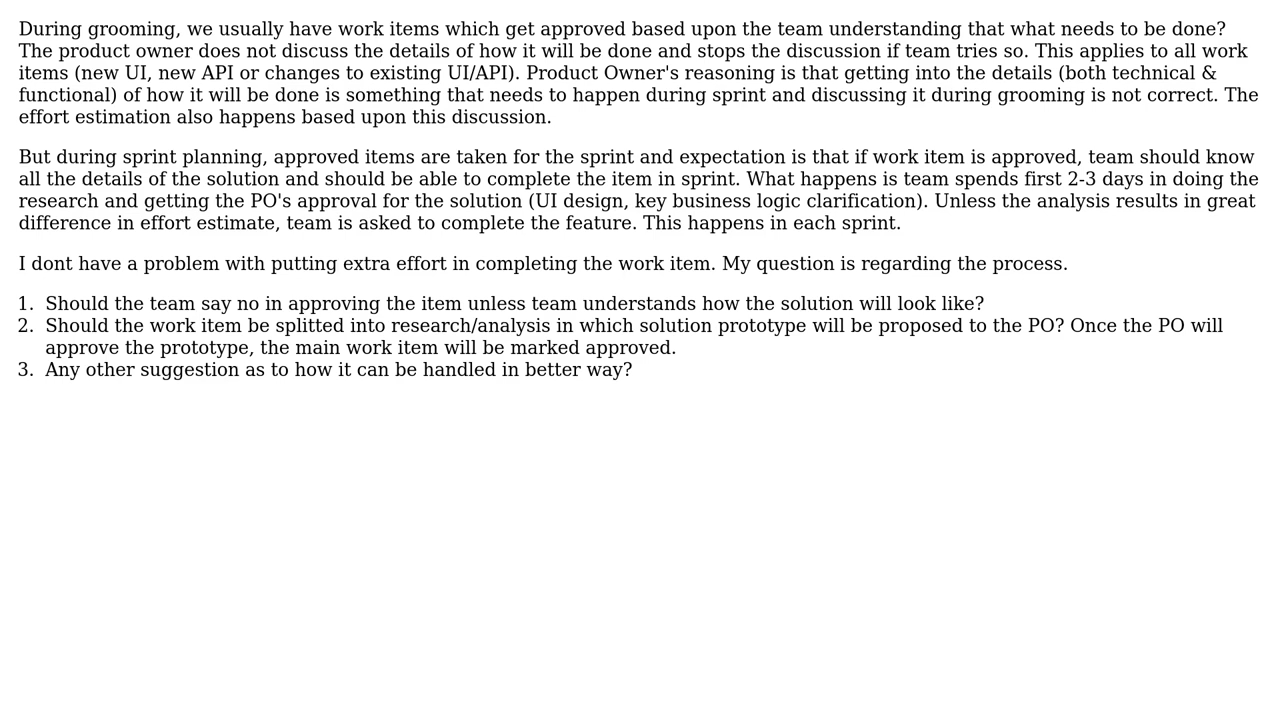 During grooming, we usually have work items which get approved based upon the team understanding that what needs to be done?
The product owner does not discuss the details of how it will be done and stops the discussion if team tries so. This applies to all work
items (new UI, new API or changes to existing UI/API). Product Owner's reasoning is that getting into the details (both technical &
functional) of how it will be done is something that needs to happen during sprint and discussing it during grooming is not correct. The
effort estimation also happens based upon this discussion.
But during sprint planning, approved items are taken for the sprint and expectation is that if work item is approved, team should know
all the details of the solution and should be able to complete the item in sprint. What happens is team spends first 2-3 days in doing the
research and getting the PO's approval for the solution (UI design, key business logic clarification). Unless the analysis results in great
difference in effort estimate, team is asked to complete the feature. This happens in each sprint.
I dont have a problem with putting extra effort in completing the work item. My question is regarding the process.
1. Should the team say no in approving the item unless team understands how the solution will look like?
2. Should the work item be splitted into research/analysis in which solution prototype will be proposed to the PO? Once the PO will
approve the prototype, the main work item will be marked approved.
3. Any other suggestion as to how it can be handled in better way?